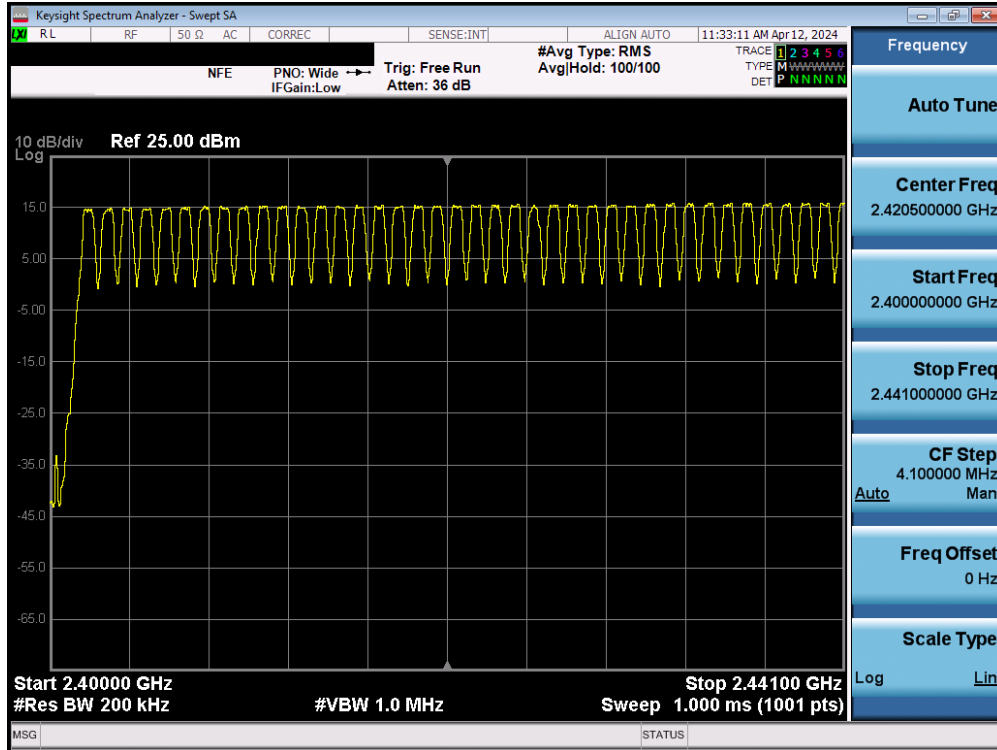 Keysight Spectrum Analyzer - Swept SA
LXI RL RF 50 Ω AC CORREC SENSE:INT ALIGN AUTO 11:33:11 AM Apr 12, 2024
Frequency
#Avg Type: RMS TRACE 1 2 3 4 5 6
NFE PNO: Wide Trig: Free Run Avg|Hold: 100/100 TYPE M WWWWW
IFGain:Low Atten: 36 dB DET P N N N N N
Auto Tune
10 dB/div Ref 25.00 dBm
Log
15.0
5.00
-5.00
-15.0
-25.0
-35.0
-45.0
-55.0
-65.0
Center Freq
2.420500000 GHz
Start Freq
2.400000000 GHz
Stop Freq
2.441000000 GHz
CF Step
4.100000 MHz
Auto Man
Freq Offset
0 Hz
Scale Type
Log Lin
Start 2.40000 GHz Stop 2.44100 GHz
#Res BW 200 kHz #VBW 1.0 MHz Sweep 1.000 ms (1001 pts)
MSG STATUS